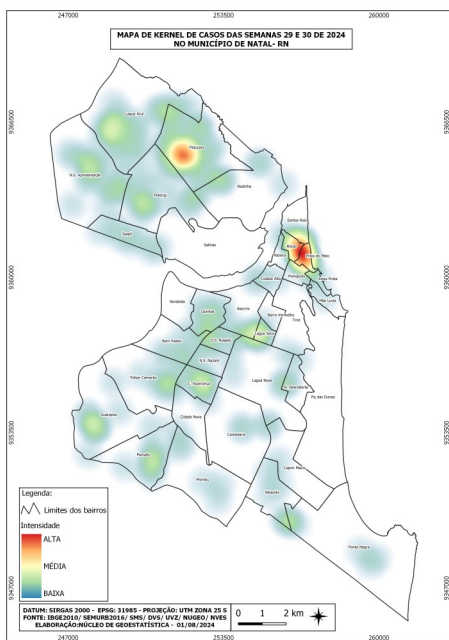 247000
253500
260000
MAPA DE KERNEL DE CASOS DAS SEMANAS 29 E 30 DE 2024
NO MUNICÍPIO DE NATAL- RN
9366500
9366500
Lagoa Azul
Pajuçara
N.S. Apresentação
Redinha
Potengi
Santos Reis
Igapó
Salinas
Rocas
Praia do Meio
Ribeira
Petrópolis
Areia Preta
Cidade Alta
9360000
9360000
Mãe Luiza
Nordeste
Quintas
Alecrim
Barro Vermelho
Tirol
Lagoa Seca
Bom Pastor
D.S. Rosado
N.S. Nazaré
Felipe Camarão
C. Esperança
Lagoa Nova
N. Descoberta
Pq das Dunas
Guarapes
Cidade Nova
9353500
9353500
Candelária
Planalto
Capim Macio
Pitimbu
Neópolis
Ponta Negra
Legenda:
Limites dos bairros
Intensidade
ALTA
MÉDIA
BAIXA
9347000
9347000
DATUM: SIRGAS 2000 - EPSG: 31985 - PROJEÇÃO: UTM ZONA 25 S
FONTE: IBGE2010/ SEMURB2016/ SMS/ DVS/ UVZ/ NUGEO/ NVES
ELABORAÇÃO:NÚCLEO DE GEOESTATÍSTICA - 01/08/2024
0 1 2 km
247000
253500
260000